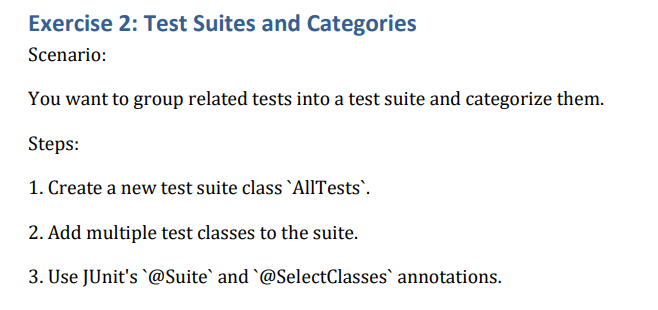 Exercise 2: Test Suites and Categories
Scenario:
You want to group related tests into a test suite and categorize them.
Steps:
1. Create a new test suite class `AllTests`.
2. Add multiple test classes to the suite.
3. Use JUnit's `@Suite` and `@SelectClasses` annotations.